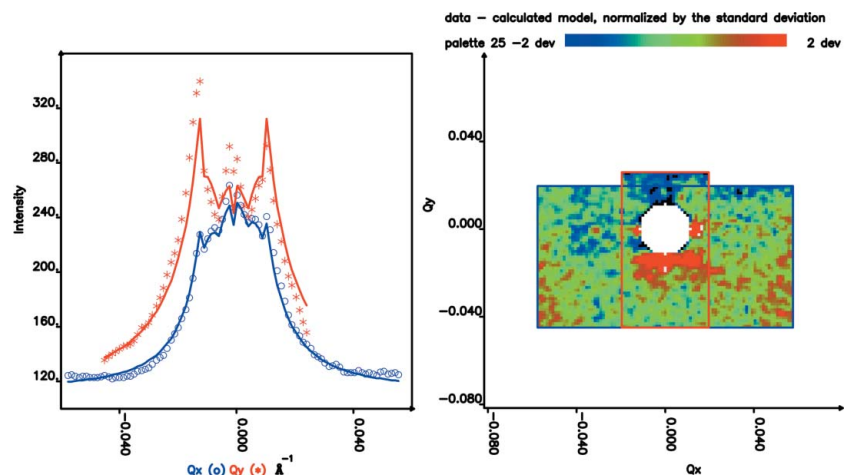 data – calculated model, normalized by the standard deviation
palette 25 -2 dev 2 dev
Intensity
320.
280.
240.
200.
160.
120.
-0.040
0.000
0.040
Qx (o) Qy (*) Å⁻¹
Qy
0.040
0.000
-0.040
-0.080
-0.080
-0.040
0.000
0.040
Qx